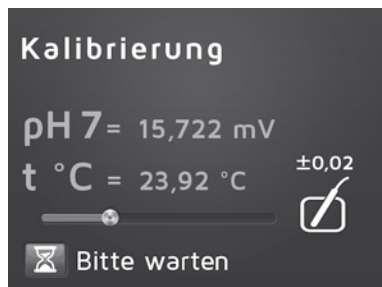 Kalibrierung
pH 7= 15,722 mV
t °C = 23,92 °C
±0,02
Bitte warten